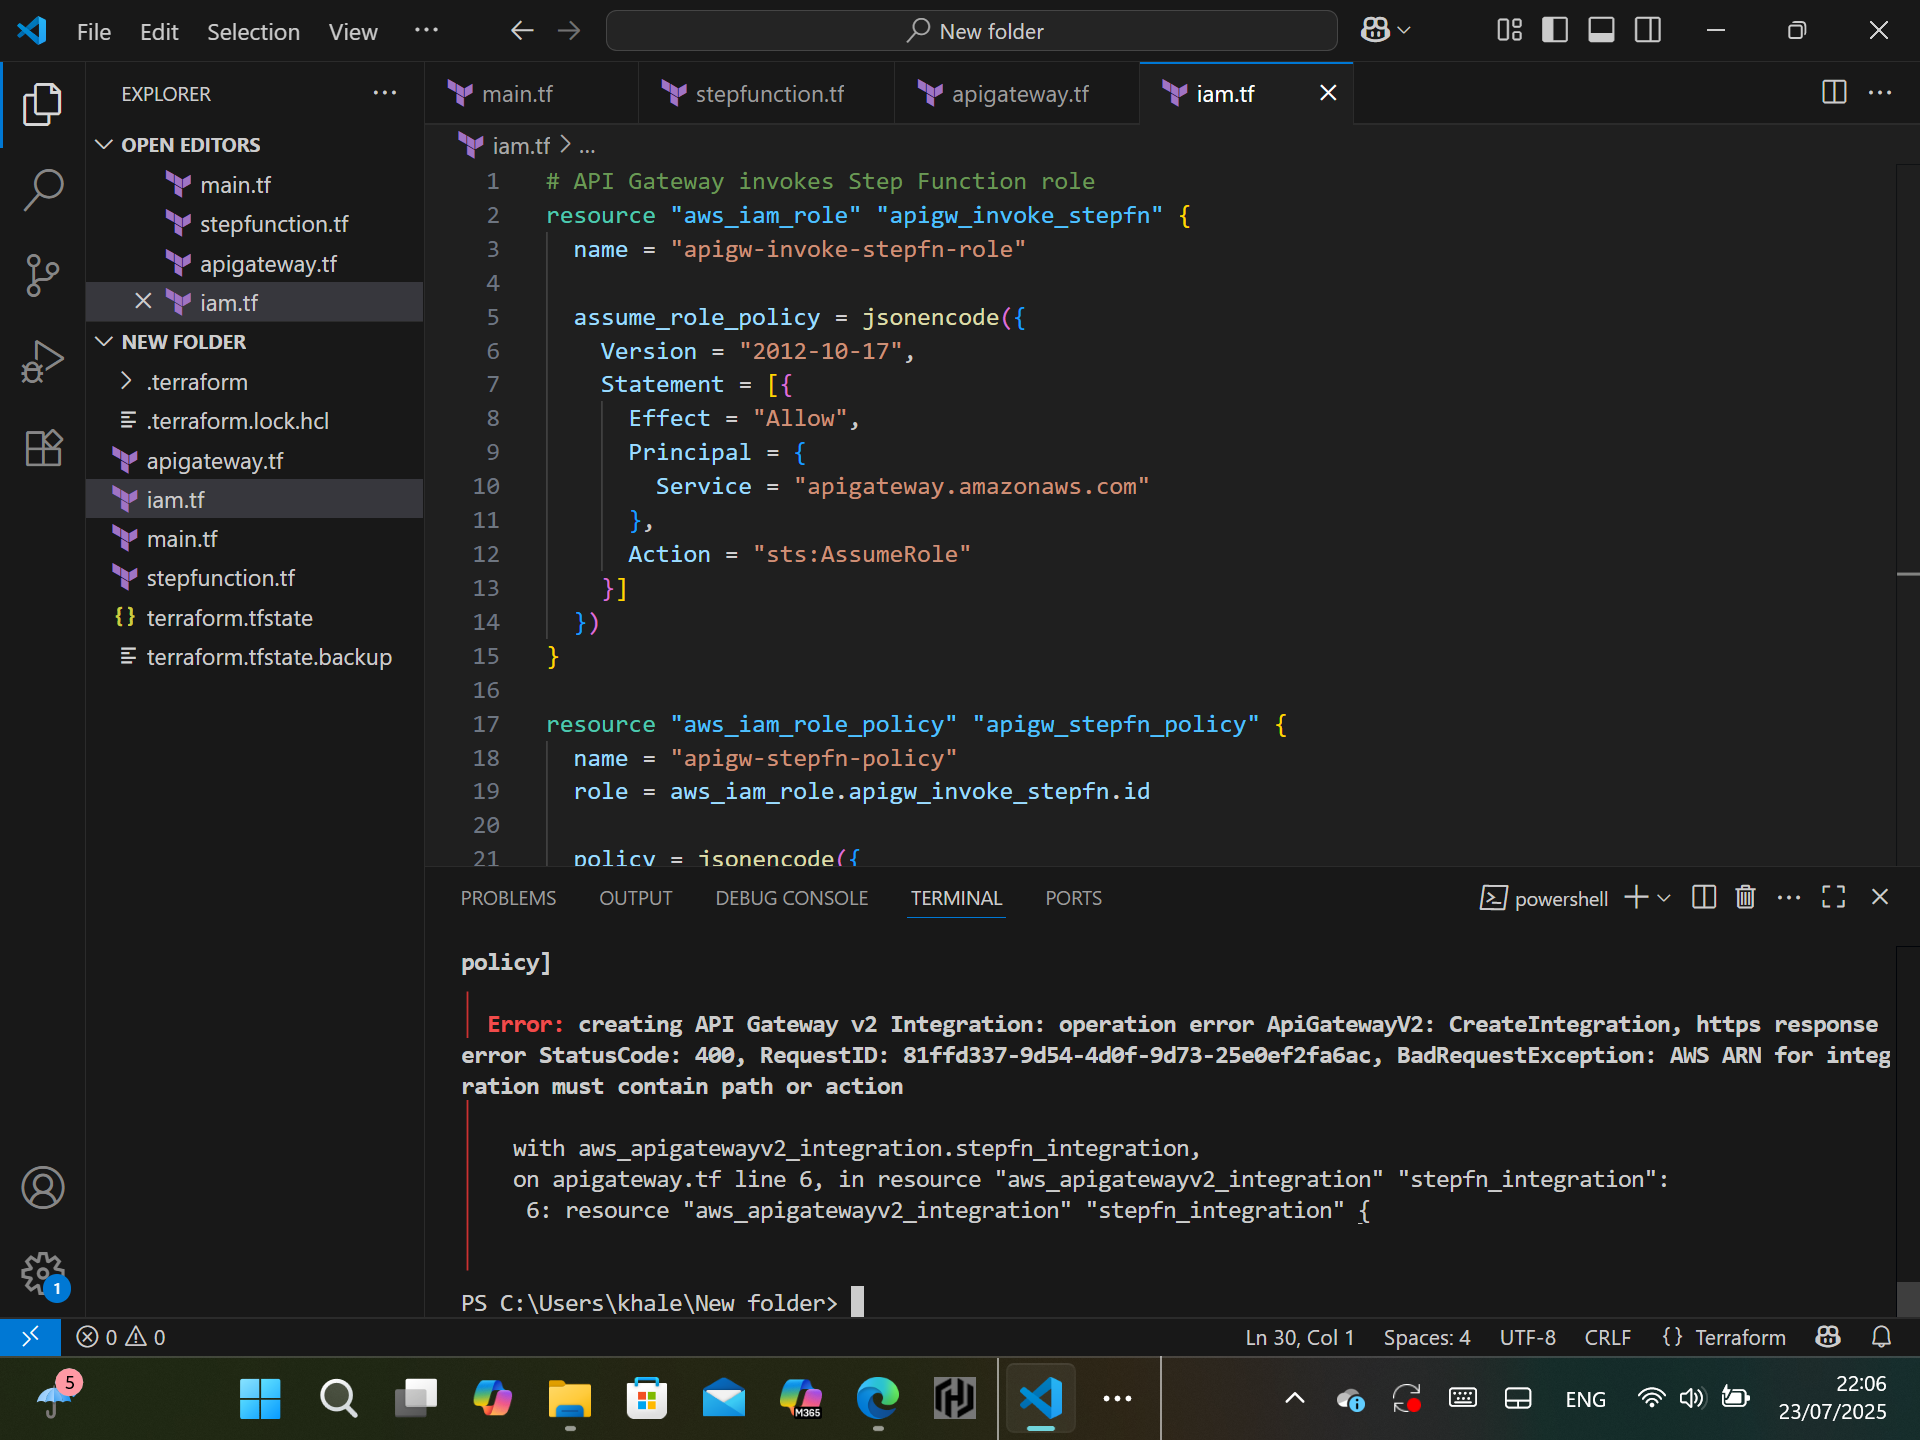 File Edit Selection View ··· New folder
EXPLORER ···
OPEN EDITORS
main.tf
stepfunction.tf
apigateway.tf
iam.tf
NEW FOLDER
.terraform
.terraform.lock.hcl
apigateway.tf
iam.tf
main.tf
stepfunction.tf
{} terraform.tfstate
terraform.tfstate.backup
main.tf stepfunction.tf apigateway.tf iam.tf
iam.tf > ...
1 # API Gateway invokes Step Function role
2 resource "aws_iam_role" "apigw_invoke_stepfn" {
3 name = "apigw-invoke-stepfn-role"
4
5 assume_role_policy = jsonencode({
6 Version = "2012-10-17",
7 Statement = [{
8 Effect = "Allow",
9 Principal = {
10 Service = "apigateway.amazonaws.com"
11 },
12 Action = "sts:AssumeRole"
13 }]
14 })
15 }
16
17 resource "aws_iam_role_policy" "apigw_stepfn_policy" {
18 name = "apigw-stepfn-policy"
19 role = aws_iam_role.apigw_invoke_stepfn.id
20
21 policy = jsonencode({
PROBLEMS OUTPUT DEBUG CONSOLE TERMINAL PORTS powershell
policy]
Error: creating API Gateway v2 Integration: operation error ApiGatewayV2: CreateIntegration, https response
error StatusCode: 400, RequestID: 81ffd337-9d54-4d0f-9d73-25e0ef2fa6ac, BadRequestException: AWS ARN for integ
ration must contain path or action
with aws_apigatewayv2_integration.stepfn_integration,
on apigateway.tf line 6, in resource "aws_apigatewayv2_integration" "stepfn_integration":
6: resource "aws_apigatewayv2_integration" "stepfn_integration" {
PS C:\Users\khale\New folder>
1
0 0 Ln 30, Col 1 Spaces: 4 UTF-8 CRLF {} Terraform
5 M365 ENG 22:06
23/07/2025